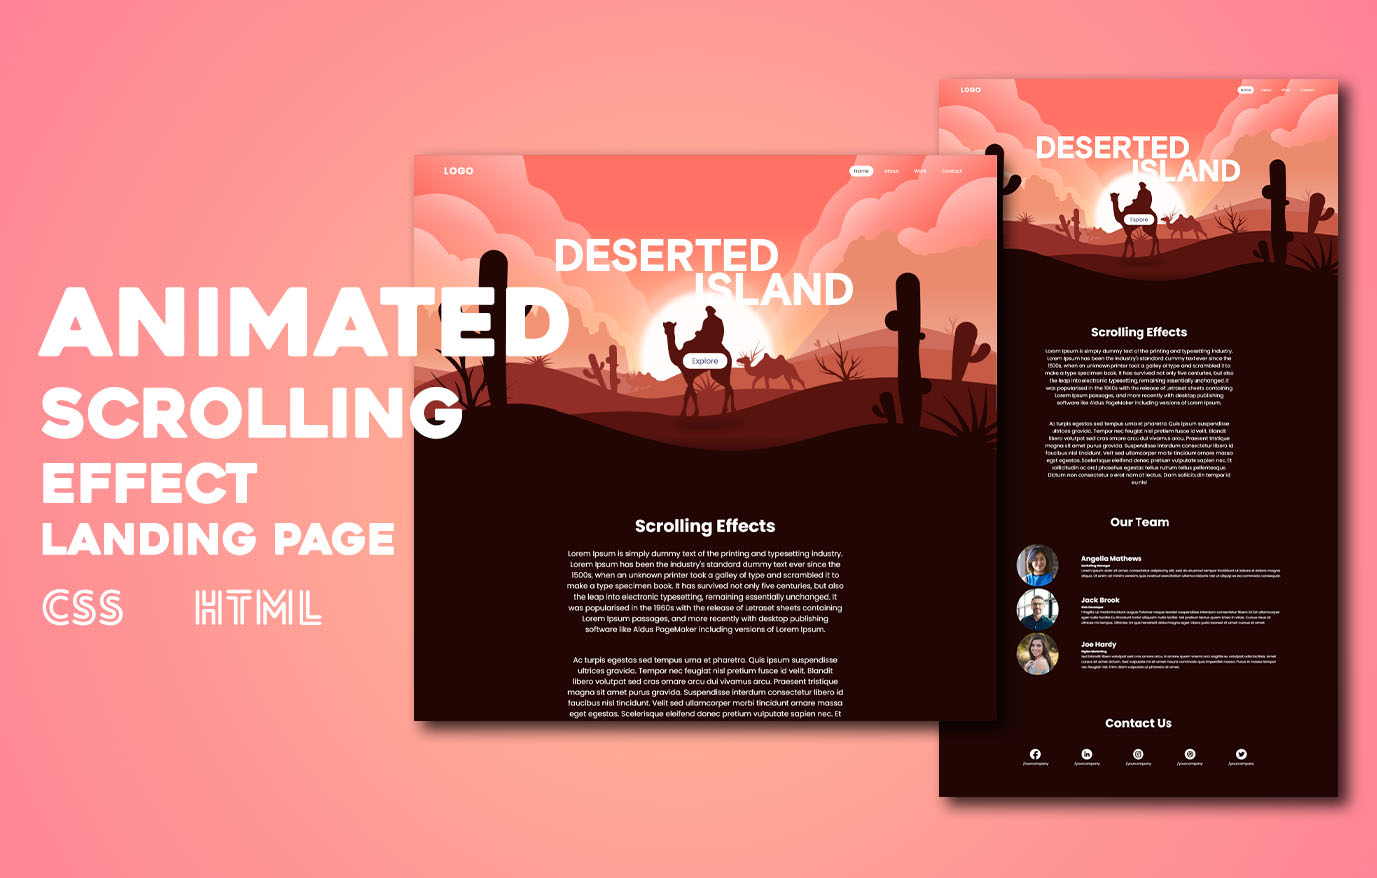 ANIMATED
SCROLLING
EFFECT
LANDING PAGE
CSS HTML
LOGO
Home About Work Contact
DESERTED
ISLAND
Explore
Scrolling Effects
Lorem Ipsum is simply dummy text of the printing and typesetting industry.
Lorem Ipsum has been the industry's standard dummy text ever since the
1500s, when an unknown printer took a galley of type and scrambled it to
make a type specimen book. It has survived not only five centuries, but also
the leap into electronic typesetting, remaining essentially unchanged. It
was popularised in the 1960s with the release of Letraset sheets containing
Lorem Ipsum passages, and more recently with desktop publishing
software like Aldus PageMaker including versions of Lorem Ipsum.
Ac turpis egestas sed tempus urna et pharetra. Quis ipsum suspendisse
ultrices gravida. Tempor nec feugiat nisl pretium fusce id velit. Blandit
libero volutpat sed cras ornare arcu dui vivamus arcu. Praesent tristique
magna sit amet purus gravida. Suspendisse interdum consectetur libero id
faucibus nisl tincidunt. Velit sed ullamcorper morbi tincidunt ornare massa
eget egestas. Scelerisque eleifend donec pretium vulputate sapien nec. Et
LOGO
Home About Work Contact
DESERTED
ISLAND
Explore
Scrolling Effects
Lorem Ipsum is simply dummy text of the printing and typesetting industry.
Lorem Ipsum has been the industry's standard dummy text ever since the
1500s, when an unknown printer took a galley of type and scrambled it to
make a type specimen book. It has survived not only five centuries, but also
the leap into electronic typesetting, remaining essentially unchanged. It
was popularised in the 1960s with the release of Letraset sheets containing
Lorem Ipsum passages, and more recently with desktop publishing
software like Aldus PageMaker including versions of Lorem Ipsum.
Ac turpis egestas sed tempus urna et pharetra. Quis ipsum suspendisse
ultrices gravida. Tempor nec feugiat nisl pretium fusce id velit. Blandit
libero volutpat sed cras ornare arcu dui vivamus arcu. Praesent tristique
magna sit amet purus gravida. Suspendisse interdum consectetur libero id
faucibus nisl tincidunt. Velit sed ullamcorper morbi tincidunt ornare massa
eget egestas. Scelerisque eleifend donec pretium vulputate sapien nec. Et
sollicitudin ac orci phasellus egestas tellus rutrum tellus pellentesque.
Dictum non consectetur a erat nam at lectus. Diam sollicitudin tempor id
eu nisl
Our Team
Angelia Mathews
Marketing Manager
Jack Brook
Web Developer
Joe Hardy
Digital Marketing
Contact Us
/yourcompany /yourcompany /yourcompany /yourcompany /yourcompany